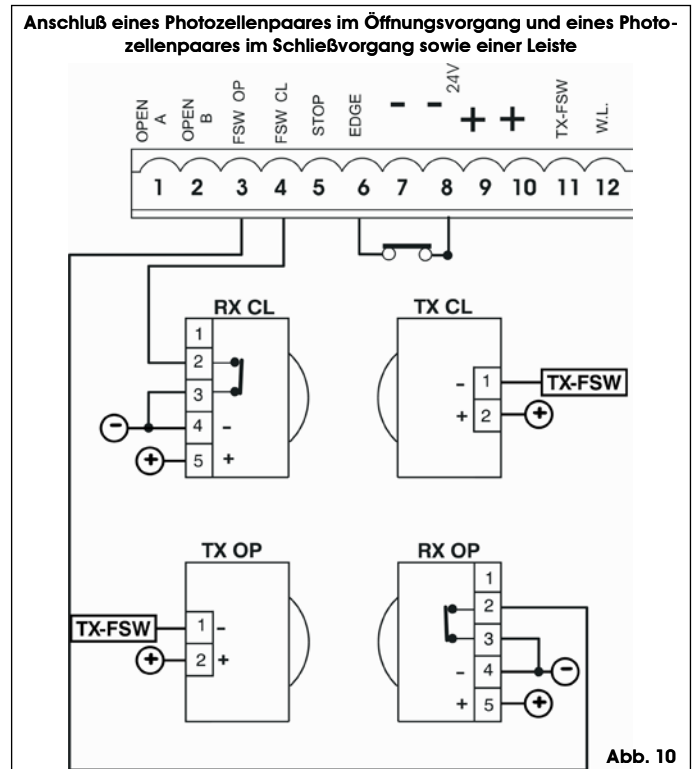 Anschluß eines Photozellenpaares im Öffnungsvorgang und eines Photo-
zellenpaares im Schließvorgang sowie einer Leiste
OPEN A
OPEN B
FSW OP
FSW CL
STOP
EDGE
-
-
24V
+
+
TX-FSW
W.L.
1 2 3 4 5 6 7 8 9 10 11 12
RX CL
1
2
3
- 4 -
+ 5 +
TX CL
- 1 TX-FSW
+ 2 +
TX OP
TX-FSW 1 -
+ 2 +
RX OP
1
2
3
- 4 -
+ 5 +
Abb. 10